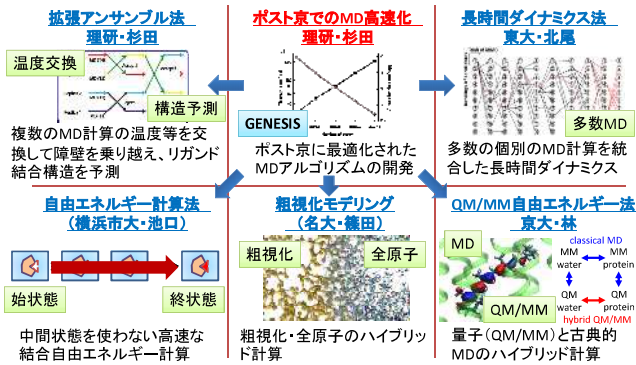 拡張アンサンブル法
理研・杉田
温度交換
構造予測
複数のMD計算の温度等を交
換して障壁を乗り越え、リガンド
結合構造を予測
ポスト京でのMD高速化
理研・杉田
GENESIS
ポスト京に最適化された
MDアルゴリズムの開発
長時間ダイナミクス法
東大・北尾
多数MD
多数の個別のMD計算を統
合した長時間ダイナミクス
自由エネルギー計算法
（横浜市大・池口）
始状態
終状態
中間状態を使わない高速な
結合自由エネルギー計算
粗視化モデリング
（名大・篠田）
粗視化
全原子
粗視化・全原子のハイブリッ
ド計算
QM/MM自由エネルギー法
京大・林
MD
QM/MM
classical MD
MM water
MM protein
QM water
QM protein
hybrid QM/MM
量子（QM/MM）と古典的
MDのハイブリッド計算